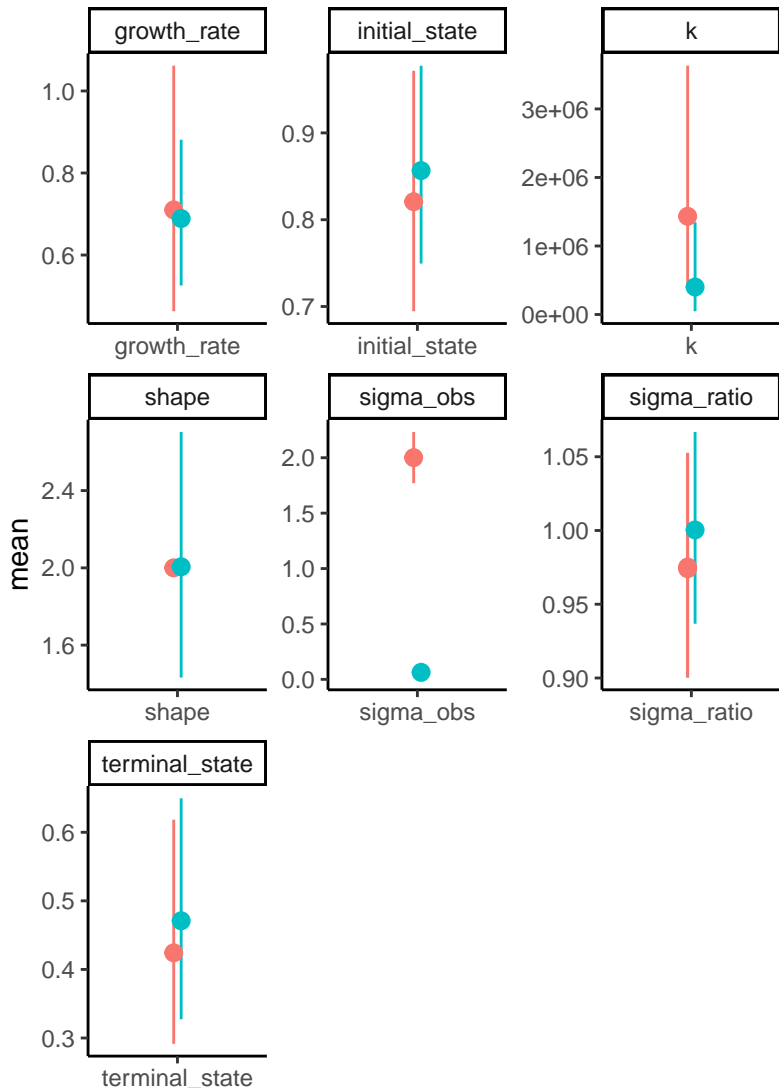 growth_rate
initial_state
k
1.0
0.8
0.6
0.9
0.8
0.7
3e+06
2e+06
1e+06
0e+00
growth_rate
initial_state
k
shape
sigma_obs
sigma_ratio
2.4
2.0
1.6
2.0
1.5
1.0
0.5
0.0
1.05
1.00
0.95
0.90
shape
sigma_obs
sigma_ratio
mean
terminal_state
0.6
0.5
0.4
0.3
terminal_state